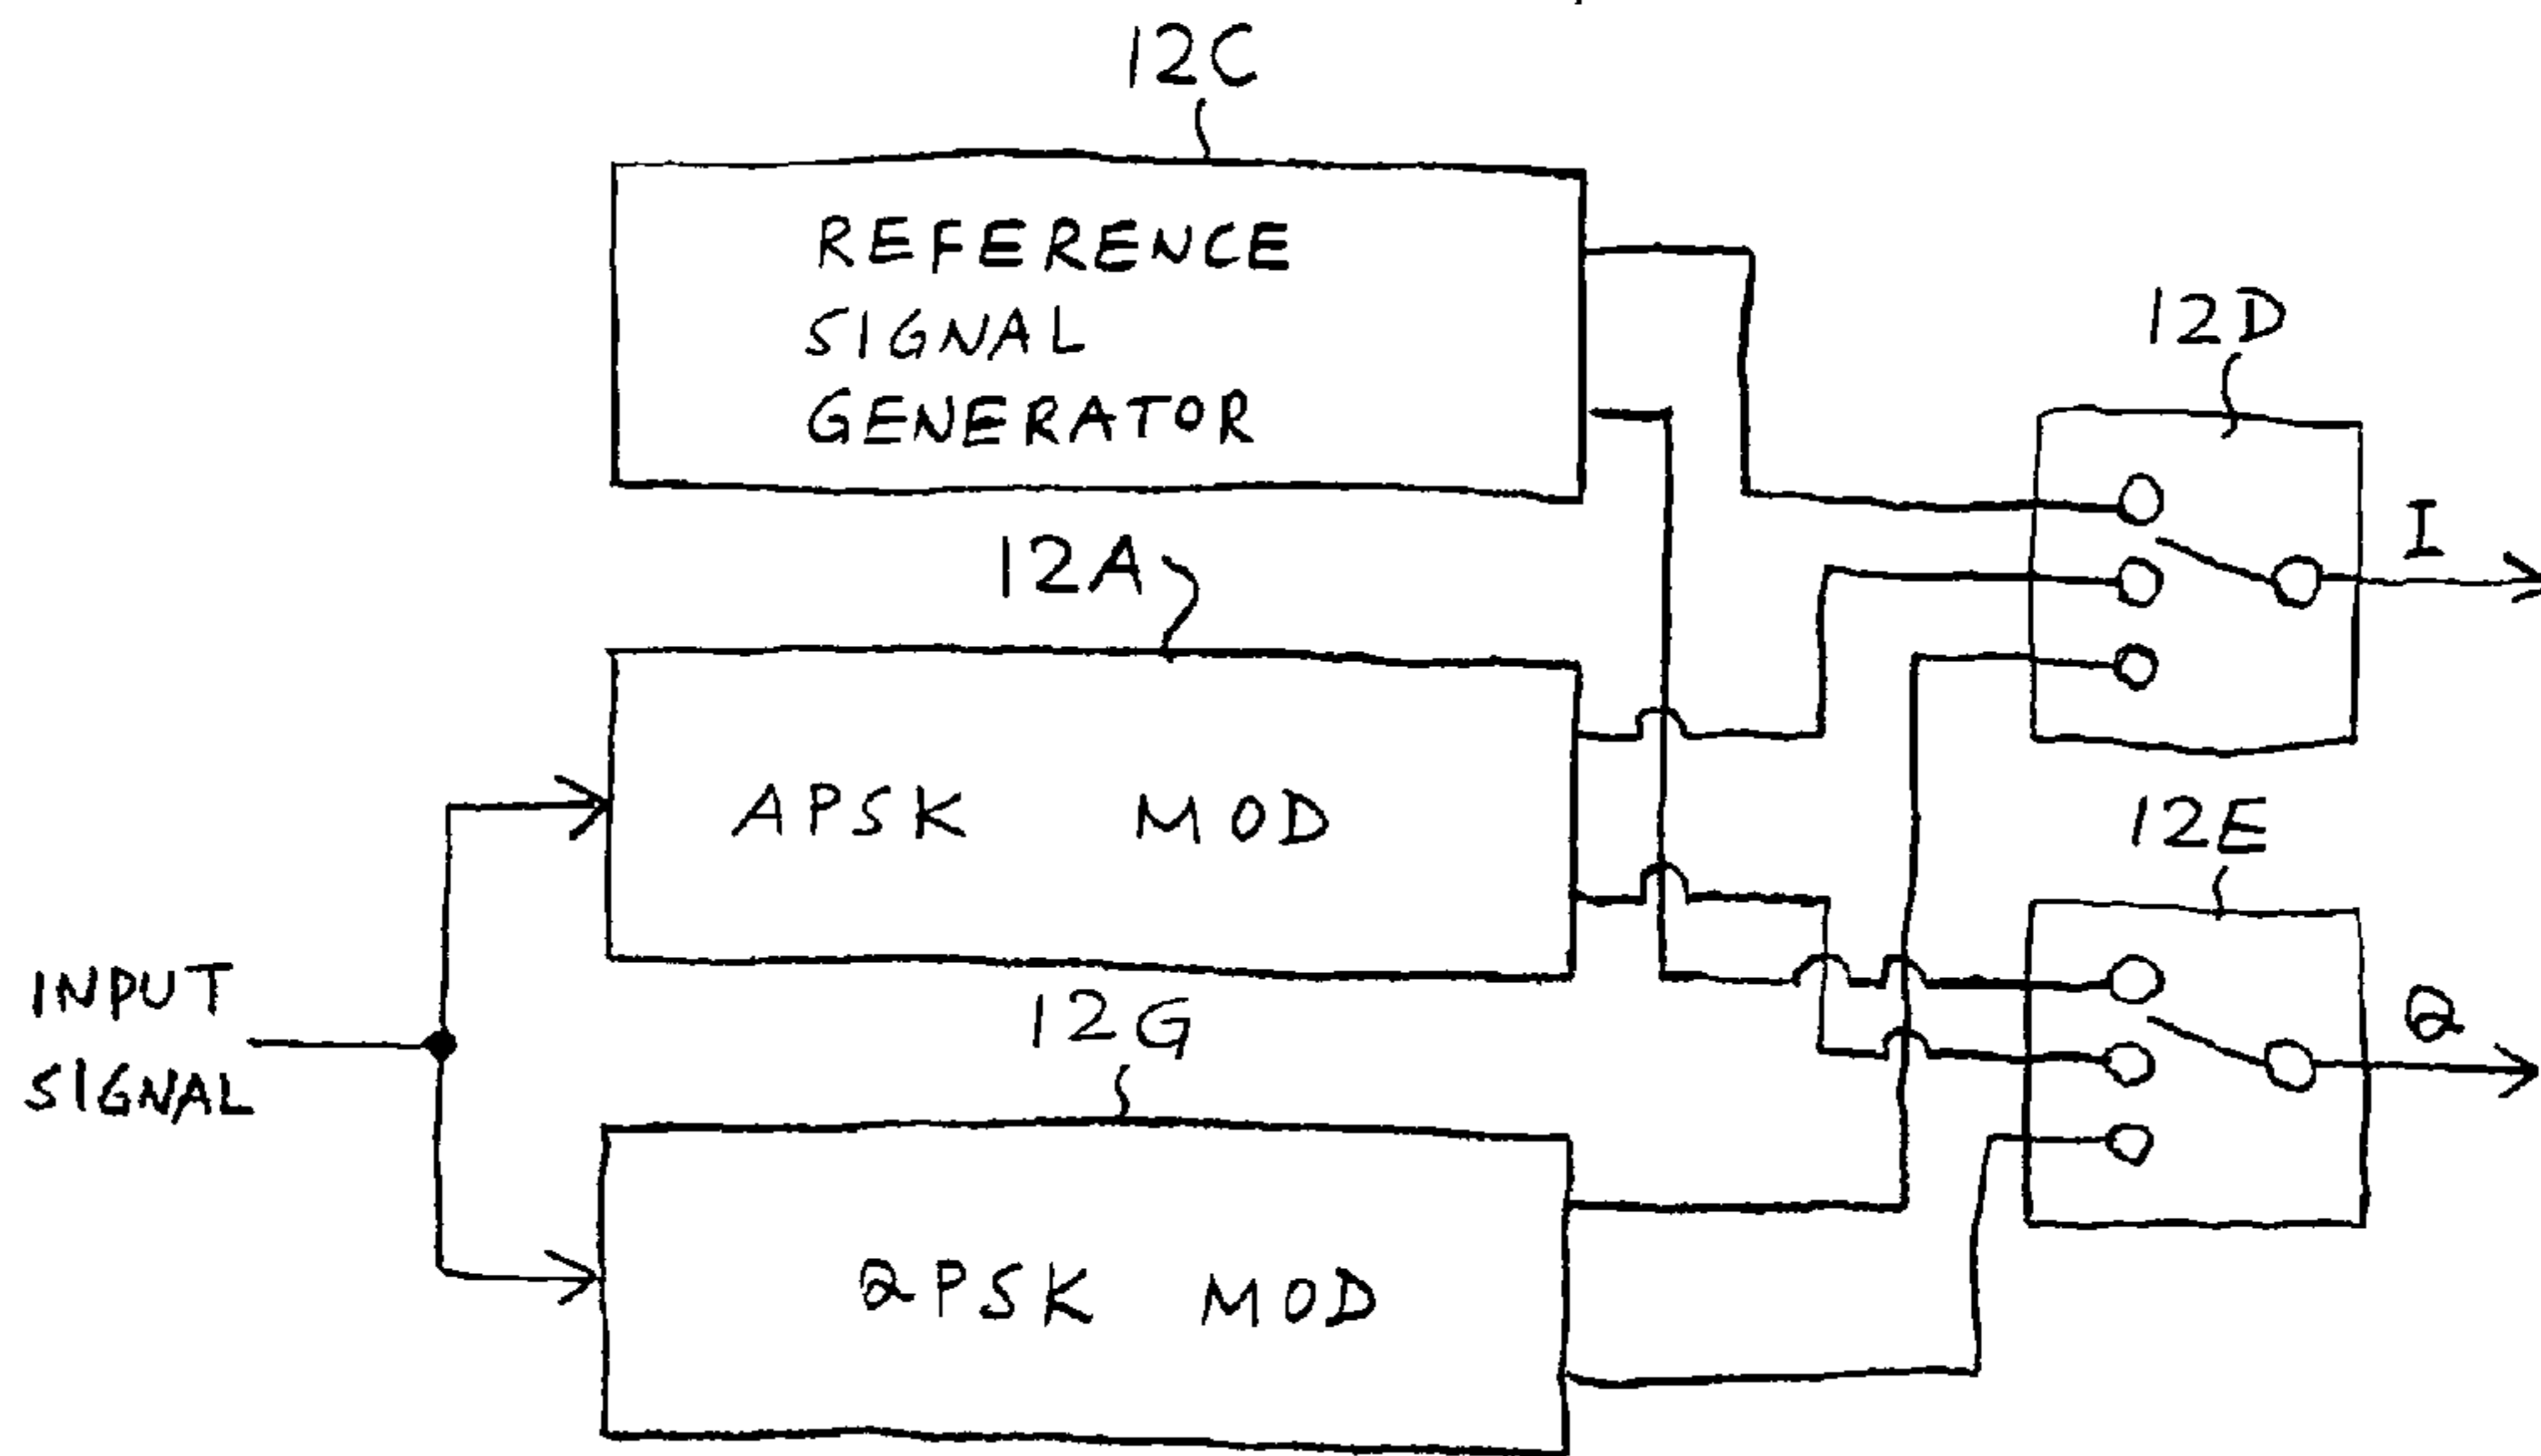 12C
REFERENCE
SIGNAL
GENERATOR
12D
I
12A
APSK MOD
12E
INPUT
SIGNAL
Q
12G
QPSK MOD